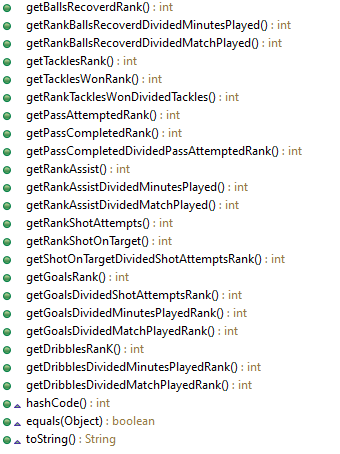 getBallsRecoverdRank() : int
getRankBallsRecoverdDividedMinutesPlayed() : int
getRankBallsRecoverdDividedMatchPlayed() : int
getTacklesRank() : int
getTacklesWonRank() : int
getRankTacklesWonDividedTackles() : int
getPassAttemptedRank() : int
getPassCompletedRank() : int
getPassCompletedDividedPassAttemptedRank() : int
getRankAssist() : int
getRankAssistDividedMinutesPlayed() : int
getRankAssistDividedMatchPlayed() : int
getRankShotAttempts() : int
getRankShotOnTarget() : int
getShotOnTargetDividedShotAttemptsRank() : int
getGoalsRank() : int
getGoalsDividedShotAttemptsRank() : int
getGoalsDividedMinutesPlayedRank() : int
getGoalsDividedMatchPlayedRank() : int
getDribblesRanK() : int
getDribblesDividedMinutesPlayedRank() : int
getDribblesDividedMatchPlayedRank() : int
hashCode() : int
equals(Object) : boolean
toString() : String